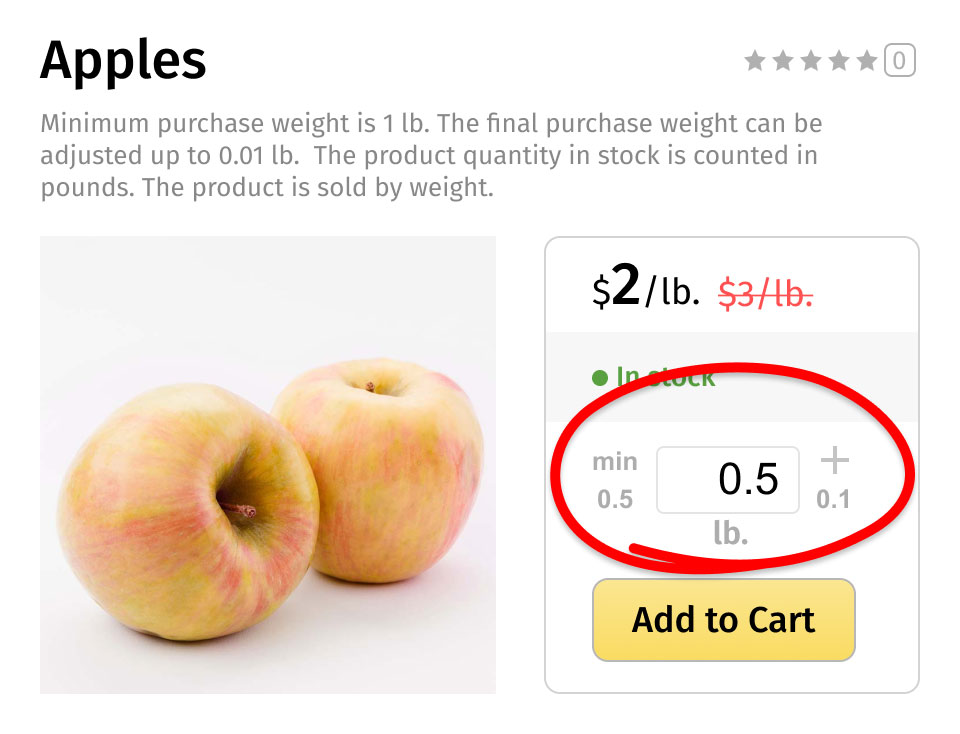 Apples
0
Minimum purchase weight is 1 lb. The final purchase weight can be
adjusted up to 0.01 lb.  The product quantity in stock is counted in
pounds. The product is sold by weight.
$2/lb. $3/lb.
In stock
min
0.5
0.5
+
0.1
lb.
Add to Cart